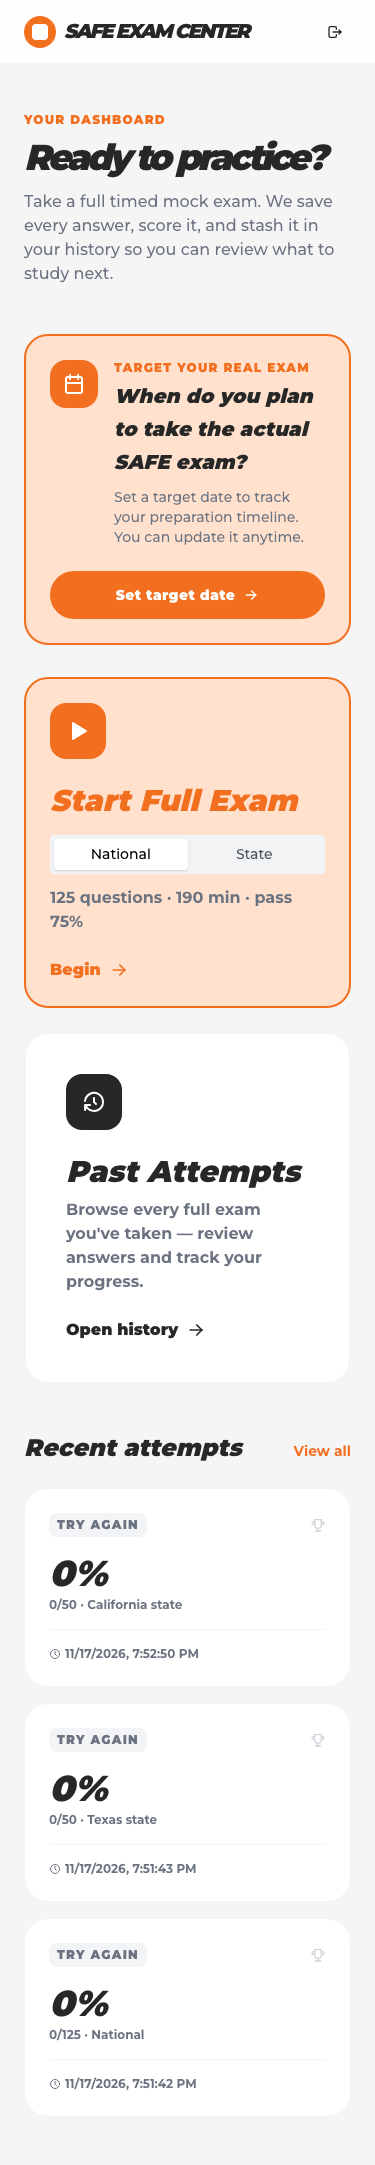 SAFE EXAM CENTER
YOUR DASHBOARD
Ready to practice?
Take a full timed mock exam. We save
every answer, score it, and stash it in
your history so you can review what to
study next.
TARGET YOUR REAL EXAM
When do you plan
to take the actual
SAFE exam?
Set a target date to track
your preparation timeline.
You can update it anytime.
Set target date →
Start Full Exam
National State
125 questions · 190 min · pass
75%
Begin →
Past Attempts
Browse every full exam
you've taken — review
answers and track your
progress.
Open history →
Recent attempts View all
TRY AGAIN
0%
0/50 · California state
11/17/2026, 7:52:50 PM
TRY AGAIN
0%
0/50 · Texas state
11/17/2026, 7:51:43 PM
TRY AGAIN
0%
0/125 · National
11/17/2026, 7:51:42 PM